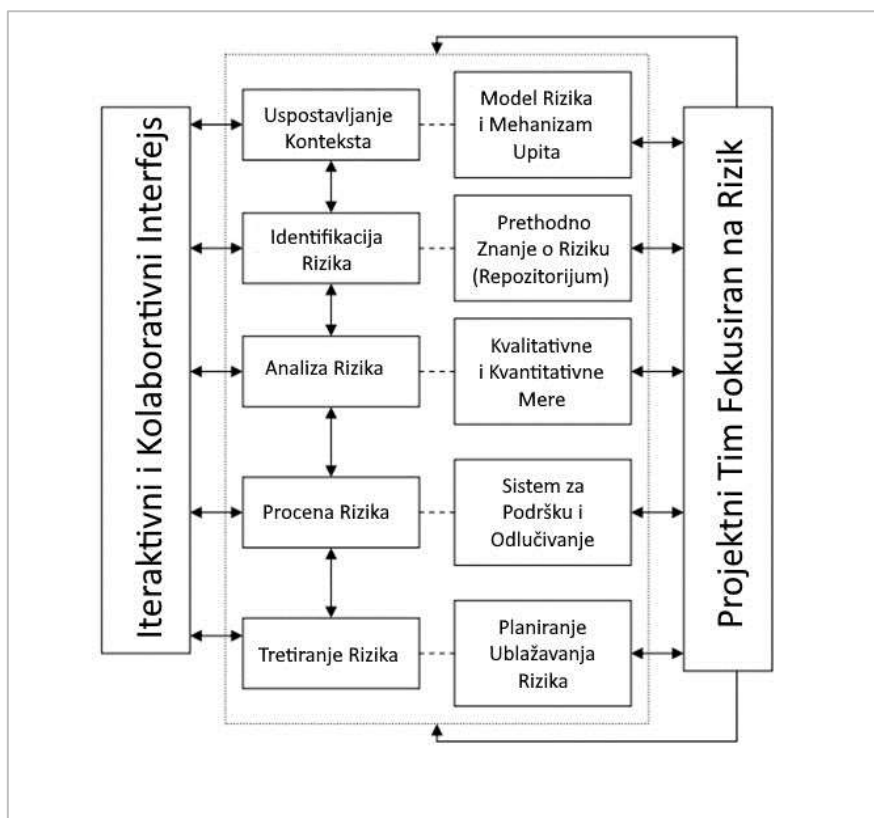 Iteraktivni i Kolaborativni Interfejs
Uspostavljanje
Konteksta
Model Rizika
i Mehanizam
Upita
Identifikacija
Rizika
Prethodno
Znanje o Riziku
(Repozitorijum)
Analiza Rizika
Kvalitativne
i Kvantitativne
Mere
Procena Rizika
Sistem za
Podršku i
Odlučivanje
Tretiranje Rizika
Planiranje
Ublažavanja
Rizika
Projektni Tim Fokusiran na Rizik